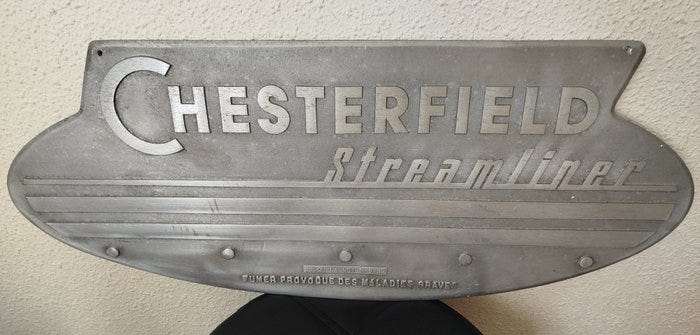 CHESTERFIELD
Streamliner
FUMER PROVOQUE DES MALADIES GRAVES